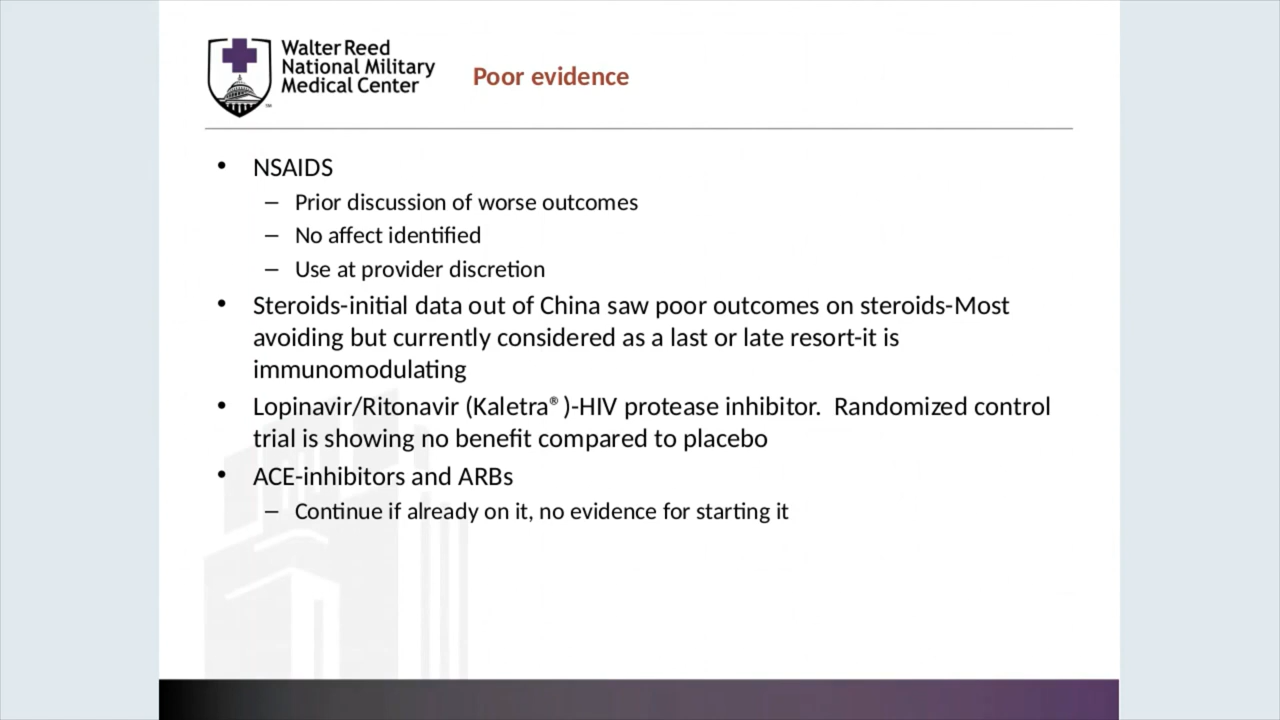 Walter Reed
National Military
Medical Center
™
Poor evidence
• NSAIDS
– Prior discussion of worse outcomes
– No affect identified
– Use at provider discretion
• Steroids-initial data out of China saw poor outcomes on steroids-Most
avoiding but currently considered as a last or late resort-it is
immunomodulating
• Lopinavir/Ritonavir (Kaletra®)-HIV protease inhibitor.  Randomized control
trial is showing no benefit compared to placebo
• ACE-inhibitors and ARBs
– Continue if already on it, no evidence for starting it